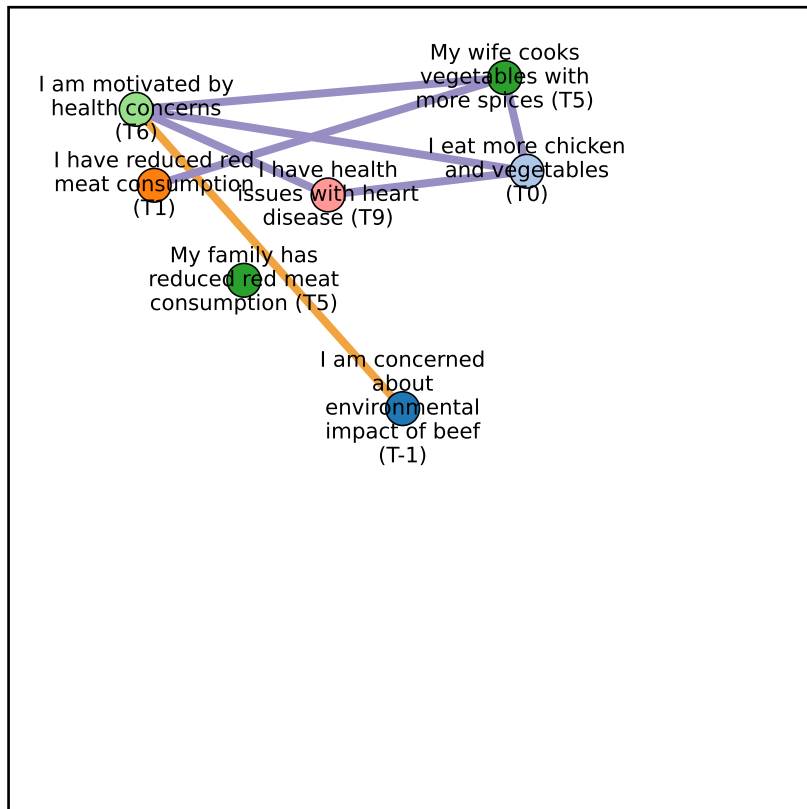 My wife cooks
vegetables with
more spices (T5)
I am motivated by
health concerns
(T6)
I eat more chicken
and vegetables
(T0)
I have reduced red
meat consumption
(T1)
I have health
issues with heart
disease (T9)
My family has
reduced red meat
consumption (T5)
I am concerned
about
environmental
impact of beef
(T-1)